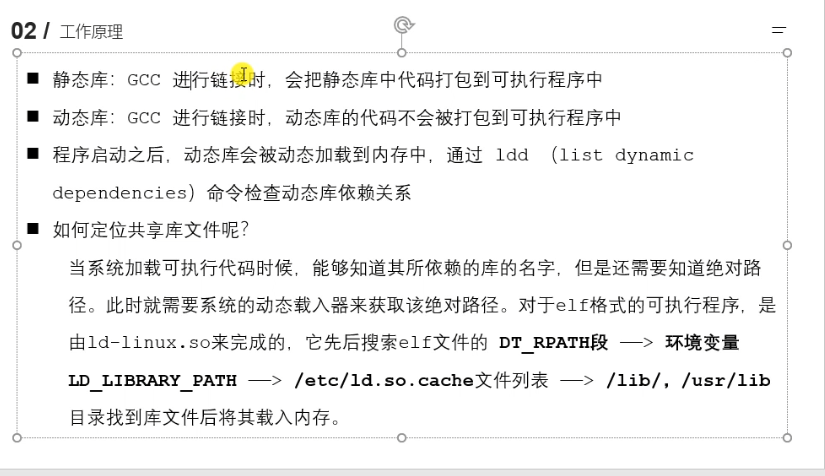 02 / 工作原理
■ 静态库：GCC 进行链接时，会把静态库中代码打包到可执行程序中
■ 动态库：GCC 进行链接时，动态库的代码不会被打包到可执行程序中
■ 程序启动之后，动态库会被动态加载到内存中，通过 ldd （list dynamic
dependencies）命令检查动态库依赖关系
■ 如何定位共享库文件呢？
当系统加载可执行代码时候，能够知道其所依赖的库的名字，但是还需要知道绝对路
径。此时就需要系统的动态载入器来获取该绝对路径。对于elf格式的可执行程序，是
由ld-linux.so来完成的，它先后搜索elf文件的 DT_RPATH段 ——> 环境变量
LD_LIBRARY_PATH ——> /etc/ld.so.cache文件列表 ——> /lib/，/usr/lib
目录找到库文件后将其载入内存。